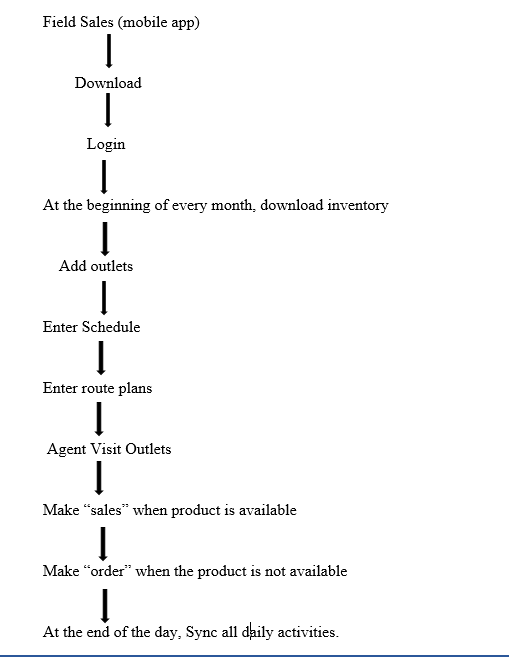 Field Sales (mobile app)
Download
Login
At the beginning of every month, download inventory
Add outlets
Enter Schedule
Enter route plans
Agent Visit Outlets
Make “sales” when product is available
Make “order” when the product is not available
At the end of the day, Sync all daily activities.